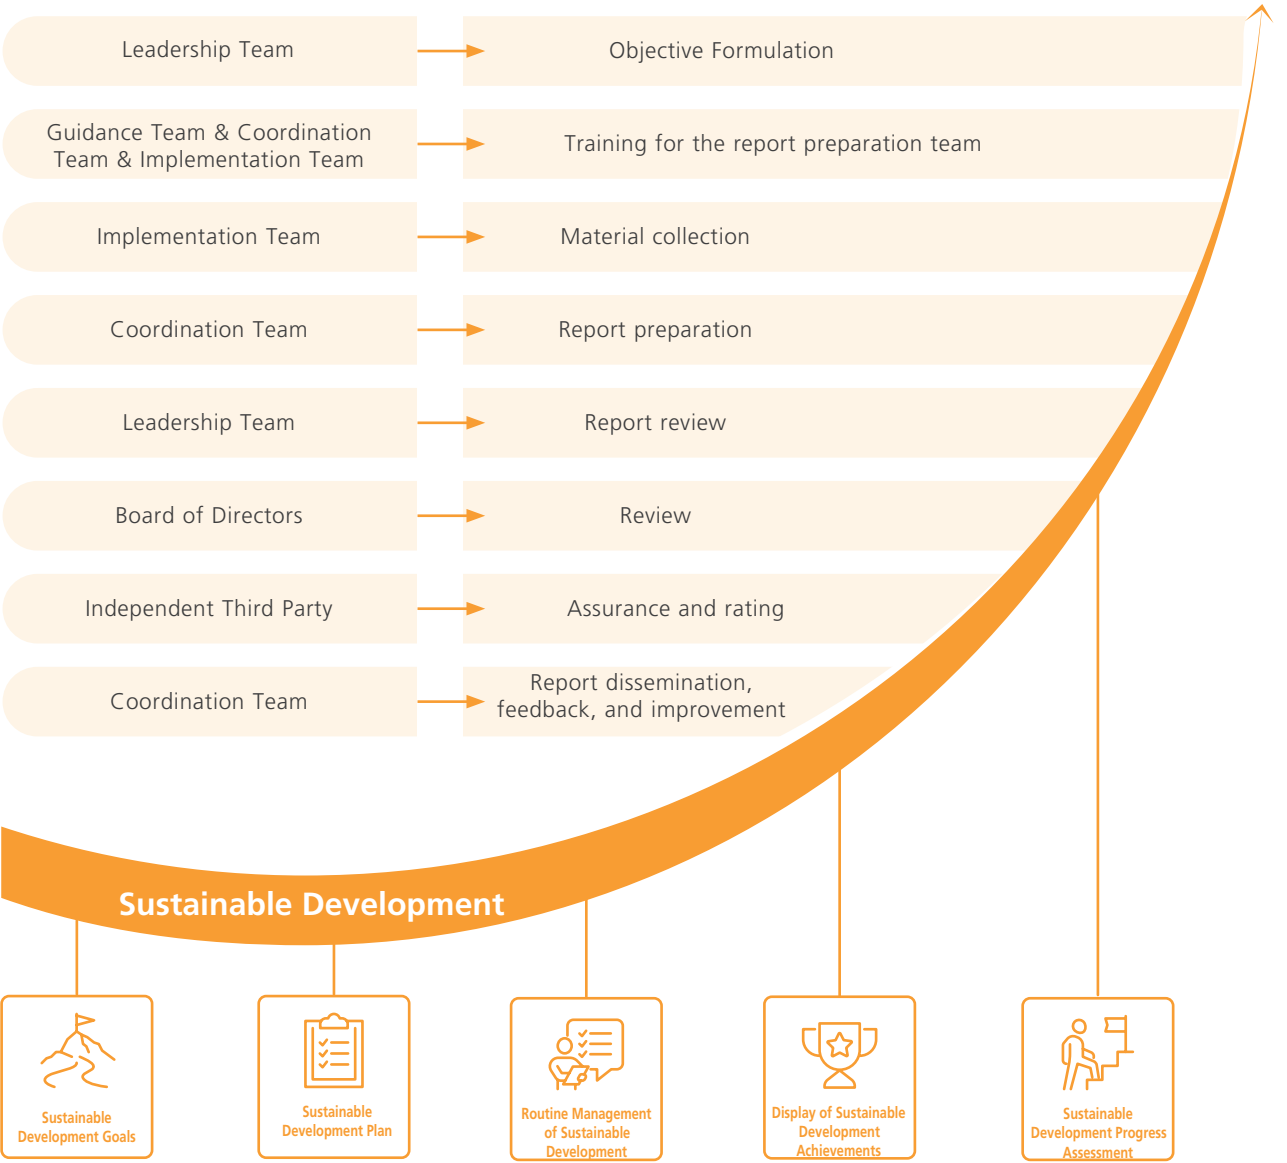 Leadership Team
Objective Formulation
Guidance Team & Coordination
Team & Implementation Team
Training for the report preparation team
Implementation Team
Material collection
Coordination Team
Report preparation
Leadership Team
Report review
Board of Directors
Review
Independent Third Party
Assurance and rating
Coordination Team
Report dissemination,
feedback, and improvement
Sustainable Development
Sustainable
Development Goals
Sustainable
Development Plan
Routine Management
of Sustainable
Development
Display of Sustainable
Development
Achievements
Sustainable
Development Progress
Assessment